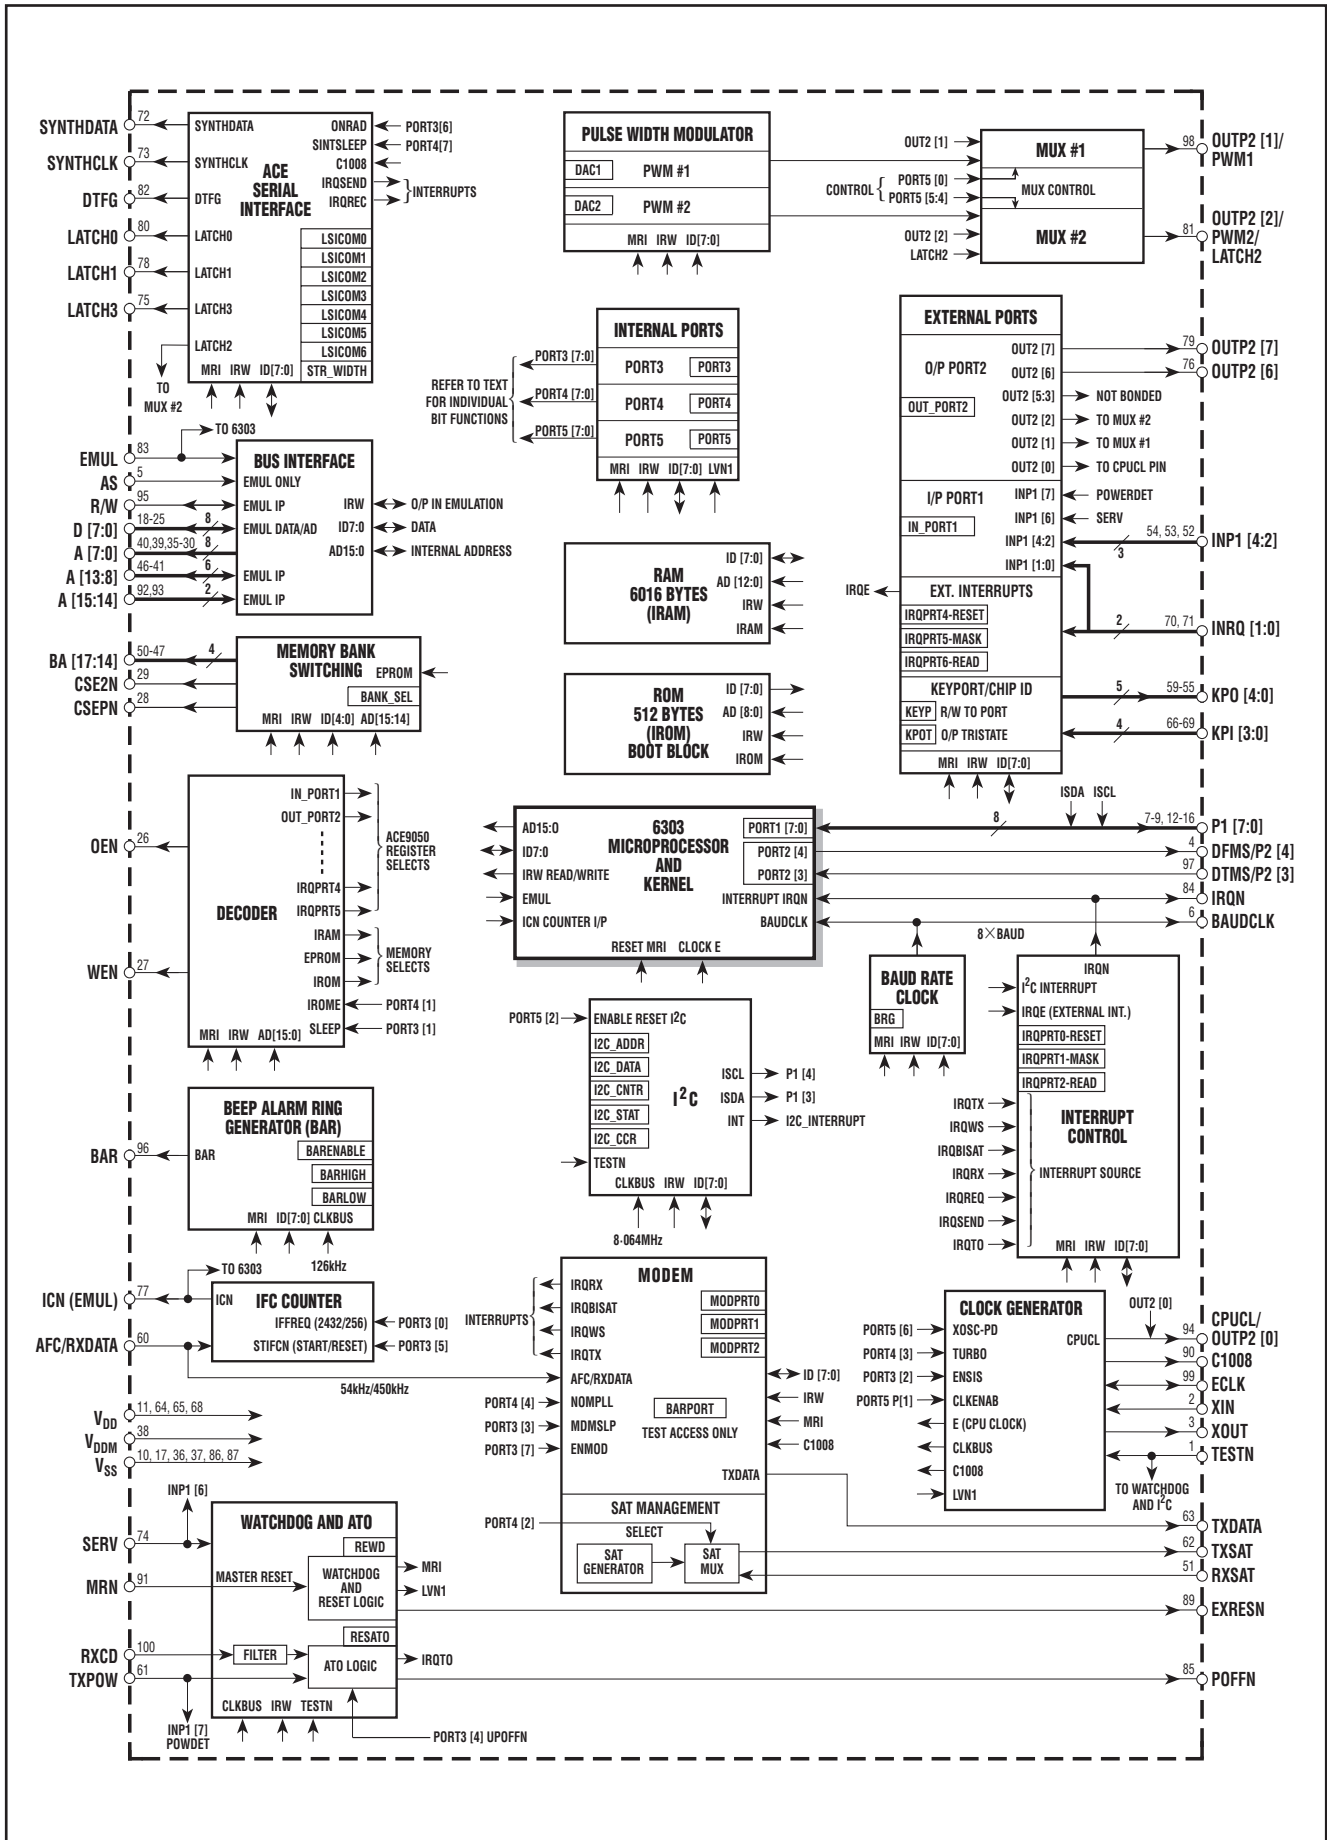 SYNTHDATA
72
SYNTHCLK
73
DTFG
82
LATCH0
80
LATCH1
78
LATCH3
75
SYNTHDATA
SYNTHCLK
DTFG
LATCH0
LATCH1
LATCH3
LATCH2
ACE
SERIAL
INTERFACE
ONRAD
SINTSLEEP
C1008
IRQSEND
IRQREC
PORT3[6]
PORT4[7]
INTERRUPTS
LSICOM0
LSICOM1
LSICOM2
LSICOM3
LSICOM4
LSICOM5
LSICOM6
STR_WIDTH
MRI IRW ID[7:0]
TO
MUX #2
PULSE WIDTH MODULATOR
DAC1 PWM #1
DAC2 PWM #2
MRI IRW ID[7:0]
OUT2 [1]
CONTROL
PORT5 [0]
PORT5 [5:4]
OUT2 [2]
LATCH2
MUX #1
MUX CONTROL
MUX #2
98
OUTP2 [1]/
PWM1
81
OUTP2 [2]/
PWM2/
LATCH2
INTERNAL PORTS
PORT3 PORT3
PORT4 PORT4
PORT5 PORT5
MRI IRW ID[7:0] LVN1
PORT3 [7:0]
PORT4 [7:0]
PORT5 [7:0]
REFER TO TEXT
FOR INDIVIDUAL
BIT FUNCTIONS
EXTERNAL PORTS
O/P PORT2
OUT_PORT2
OUT2 [7]
OUT2 [6]
OUT2 [5:3]
OUT2 [2]
OUT2 [1]
OUT2 [0]
NOT BONDED
TO MUX #2
TO MUX #1
TO CPUCL PIN
79
OUTP2 [7]
76
OUTP2 [6]
I/P PORT1
IN_PORT1
INP1 [7]
INP1 [6]
INP1 [4:2]
INP1 [1:0]
POWERDET
SERV
54, 53, 52
3
INP1 [4:2]
IRQE
EXT. INTERRUPTS
IRQPRT4-RESET
IRQPRT5-MASK
IRQPRT6-READ
2
70, 71
INRQ [1:0]
KEYPORT/CHIP ID
KEYP R/W TO PORT
KPOT O/P TRISTATE
5
59-55
KPO [4:0]
4
66-69
KPI [3:0]
MRI IRW ID[7:0]
TO 6303
EMUL
83
AS
5
R/W
95
D [7:0]
18-25
8
A [7:0]
40,39,35-30
8
A [13:8]
46-41
6
A [15:14]
92,93
2
BUS INTERFACE
EMUL ONLY
EMUL IP
EMUL DATA/AD
EMUL IP
EMUL IP
IRW
ID7:0
AD15:0
O/P IN EMULATION
DATA
INTERNAL ADDRESS
RAM
6016 BYTES
(IRAM)
ID [7:0]
AD [12:0]
IRW
IRAM
BA [17:14]
50-47
4
CSE2N
29
CSEPN
28
MEMORY BANK
SWITCHING
EPROM
BANK_SEL
MRI IRW ID[4:0] AD[15:14]
ROM
512 BYTES
(IROM)
BOOT BLOCK
ID [7:0]
AD [8:0]
IRW
IROM
OEN
26
WEN
27
DECODER
IN_PORT1
OUT_PORT2
IRQPRT4
IRQPRT5
IRAM
EPROM
IROM
IROME
SLEEP
ACE9050
REGISTER
SELECTS
MEMORY
SELECTS
PORT4 [1]
PORT3 [1]
MRI IRW AD[15:0]
AD15:0
ID7:0
IRW READ/WRITE
EMUL
ICN COUNTER I/P
6303
MICROPROCESSOR
AND
KERNEL
PORT1 [7:0]
PORT2 [4]
PORT2 [3]
INTERRUPT IRQN
BAUDCLK
RESET MRI CLOCK E
ISDA ISCL
8
7-9, 12-16
P1 [7:0]
4
DFMS/P2 [4]
97
DTMS/P2 [3]
84
IRQN
6
BAUDCLK
8×BAUD
BAUD RATE
CLOCK
BRG
MRI IRW ID[7:0]
IRQN
I²C INTERRUPT
IRQE (EXTERNAL INT.)
IRQPRT0-RESET
IRQPRT1-MASK
IRQPRT2-READ
INTERRUPT
CONTROL
IRQTX
IRQWS
IRQBISAT
IRQRX
IRQREQ
IRQSEND
IRQTO
INTERRUPT SOURCE
MRI IRW ID[7:0]
PORT5 [2]
ENABLE RESET I²C
I2C_ADDR
I2C_DATA
I2C_CNTR
I2C_STAT
I2C_CCR
I²C
ISCL
ISDA
INT
P1 [4]
P1 [3]
I2C_INTERRUPT
TESTN
CLKBUS IRW ID[7:0]
8·064MHz
BAR
96
BEEP ALARM RING
GENERATOR (BAR)
BAR
BARENABLE
BARHIGH
BARLOW
MRI ID[7:0] CLKBUS
126kHz
TO 6303
ICN (EMUL)
77
AFC/RXDATA
60
ICN
IFC COUNTER
IFFREQ (2432/256)
STIFCN (START/RESET)
PORT3 [0]
PORT3 [5]
54kHz/450kHz
VDD
11, 64, 65, 68
VDDM
38
VSS
10, 17, 36, 37, 86, 87
MODEM
INTERRUPTS
IRQRX
IRQBISAT
IRQWS
IRQTX
AFC/RXDATA
NOMPLL
MDMSLP
ENMOD
PORT4 [4]
PORT3 [3]
PORT3 [7]
MODPRT0
MODPRT1
MODPRT2
BARPORT
TEST ACCESS ONLY
ID [7:0]
IRW
MRI
C1008
TXDATA
SAT MANAGEMENT
PORT4 [2]
SELECT
SAT
GENERATOR
SAT
MUX
CLOCK GENERATOR
PORT5 [6]
PORT4 [3]
PORT3 [2]
PORT5 P[1]
XOSC-PD
TURBO
ENSIS
CLKENAB
E (CPU CLOCK)
CLKBUS
C1008
LVN1
CPUCL
OUT2 [0]
94
CPUCL/
OUTP2 [0]
90
C1008
99
ECLK
2
XIN
3
XOUT
1
TESTN
TO WATCHDOG
AND I²C
63
TXDATA
62
TXSAT
51
RXSAT
89
EXRESN
85
POFFN
INP1 [6]
SERV
74
MRN
91
RXCD
100
TXPOW
61
WATCHDOG AND ATO
REWD
MASTER RESET
WATCHDOG
AND
RESET LOGIC
MRI
LVN1
RESATO
FILTER
ATO LOGIC
IRQTO
CLKBUS IRW TESTN
INP1 [7]
POWDET
PORT3 [4] UPOFFN